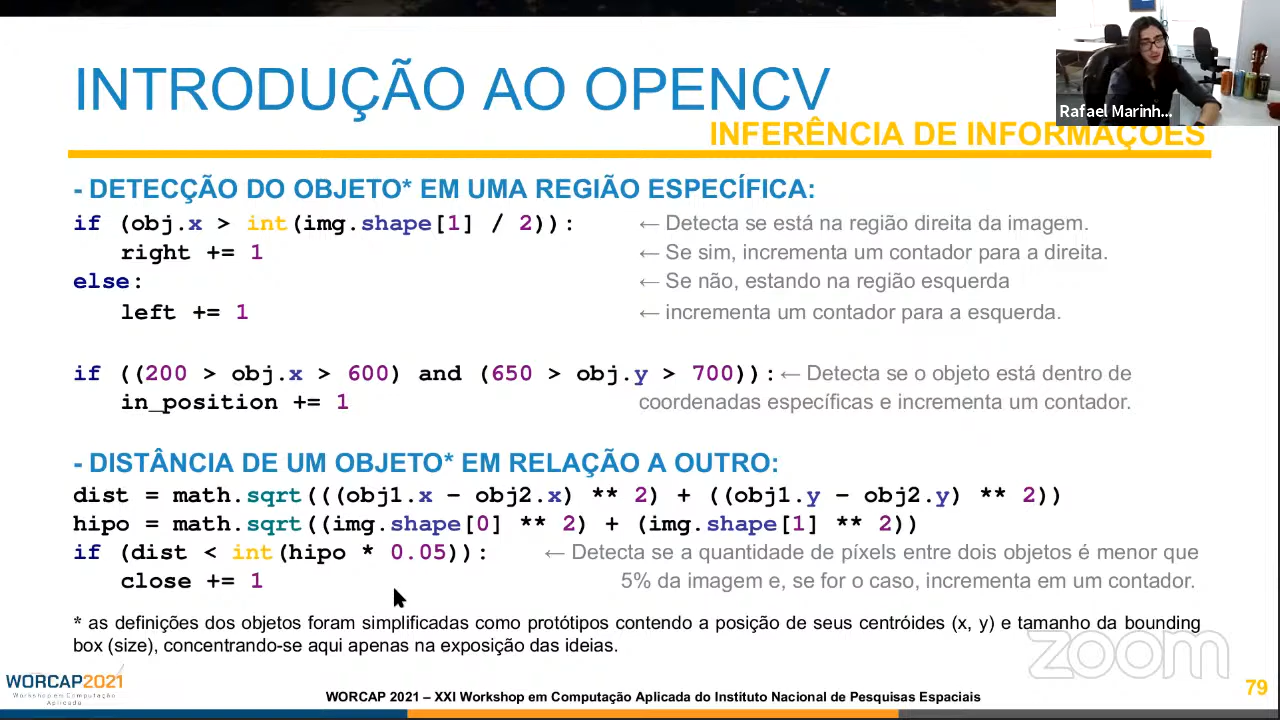 INTRODUÇÃO AO OPENCV
Rafael Marinh...
INFERÊNCIA DE INFORMAÇÕES
- DETECÇÃO DO OBJETO* EM UMA REGIÃO ESPECÍFICA:
if (obj.x > int(img.shape[1] / 2)): ← Detecta se está na região direita da imagem.
right += 1 ← Se sim, incrementa um contador para a direita.
else: ← Se não, estando na região esquerda
left += 1 ← incrementa um contador para a esquerda.
if ((200 > obj.x > 600) and (650 > obj.y > 700)): ← Detecta se o objeto está dentro de
in_position += 1 coordenadas específicas e incrementa um contador.
- DISTÂNCIA DE UM OBJETO* EM RELAÇÃO A OUTRO:
dist = math.sqrt(((obj1.x – obj2.x) ** 2) + ((obj1.y – obj2.y) ** 2))
hipo = math.sqrt((img.shape[0] ** 2) + (img.shape[1] ** 2))
if (dist < int(hipo * 0.05)): ← Detecta se a quantidade de píxels entre dois objetos é menor que
close += 1 5% da imagem e, se for o caso, incrementa em um contador.
* as definições dos objetos foram simplificadas como protótipos contendo a posição de seus centróides (x, y) e tamanho da bounding
box (size), concentrando-se aqui apenas na exposição das ideias.
zoom
WORCAP2021
Workshop em Computação
Aplicada
WORCAP 2021 – XXI Workshop em Computação Aplicada do Instituto Nacional de Pesquisas Espaciais
79